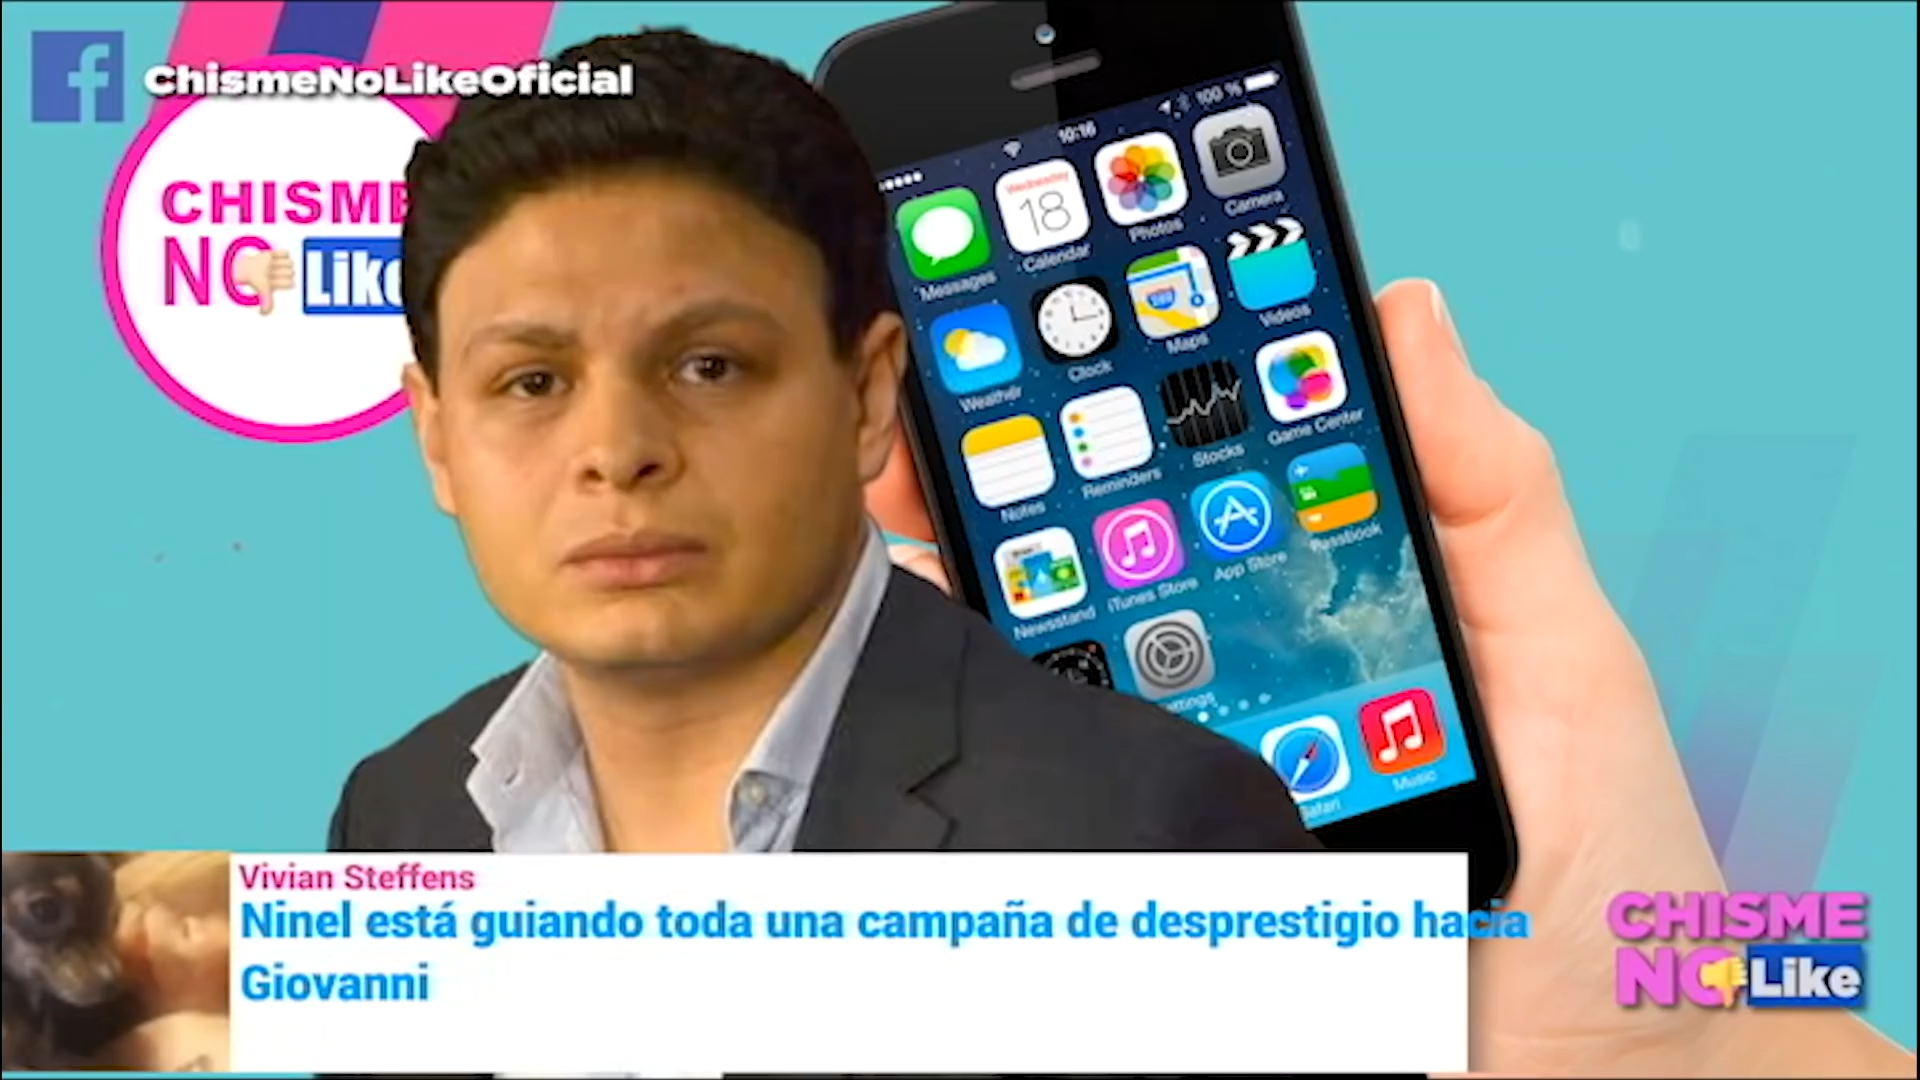 ChismeNoLikeOficial
CHISME
NO Like
10:16
100 %
Messages
Wednesday
18
Calendar
Photos
Camera
Weather
Clock
Maps
Videos
Notes
Reminders
Stocks
Game Center
Newsstand
iTunes Store
App Store
Passbook
ettings
Safari
Music
Vivian Steffens
Ninel está guiando toda una campaña de desprestigio hacia
Giovanni
CHISME
NO Like